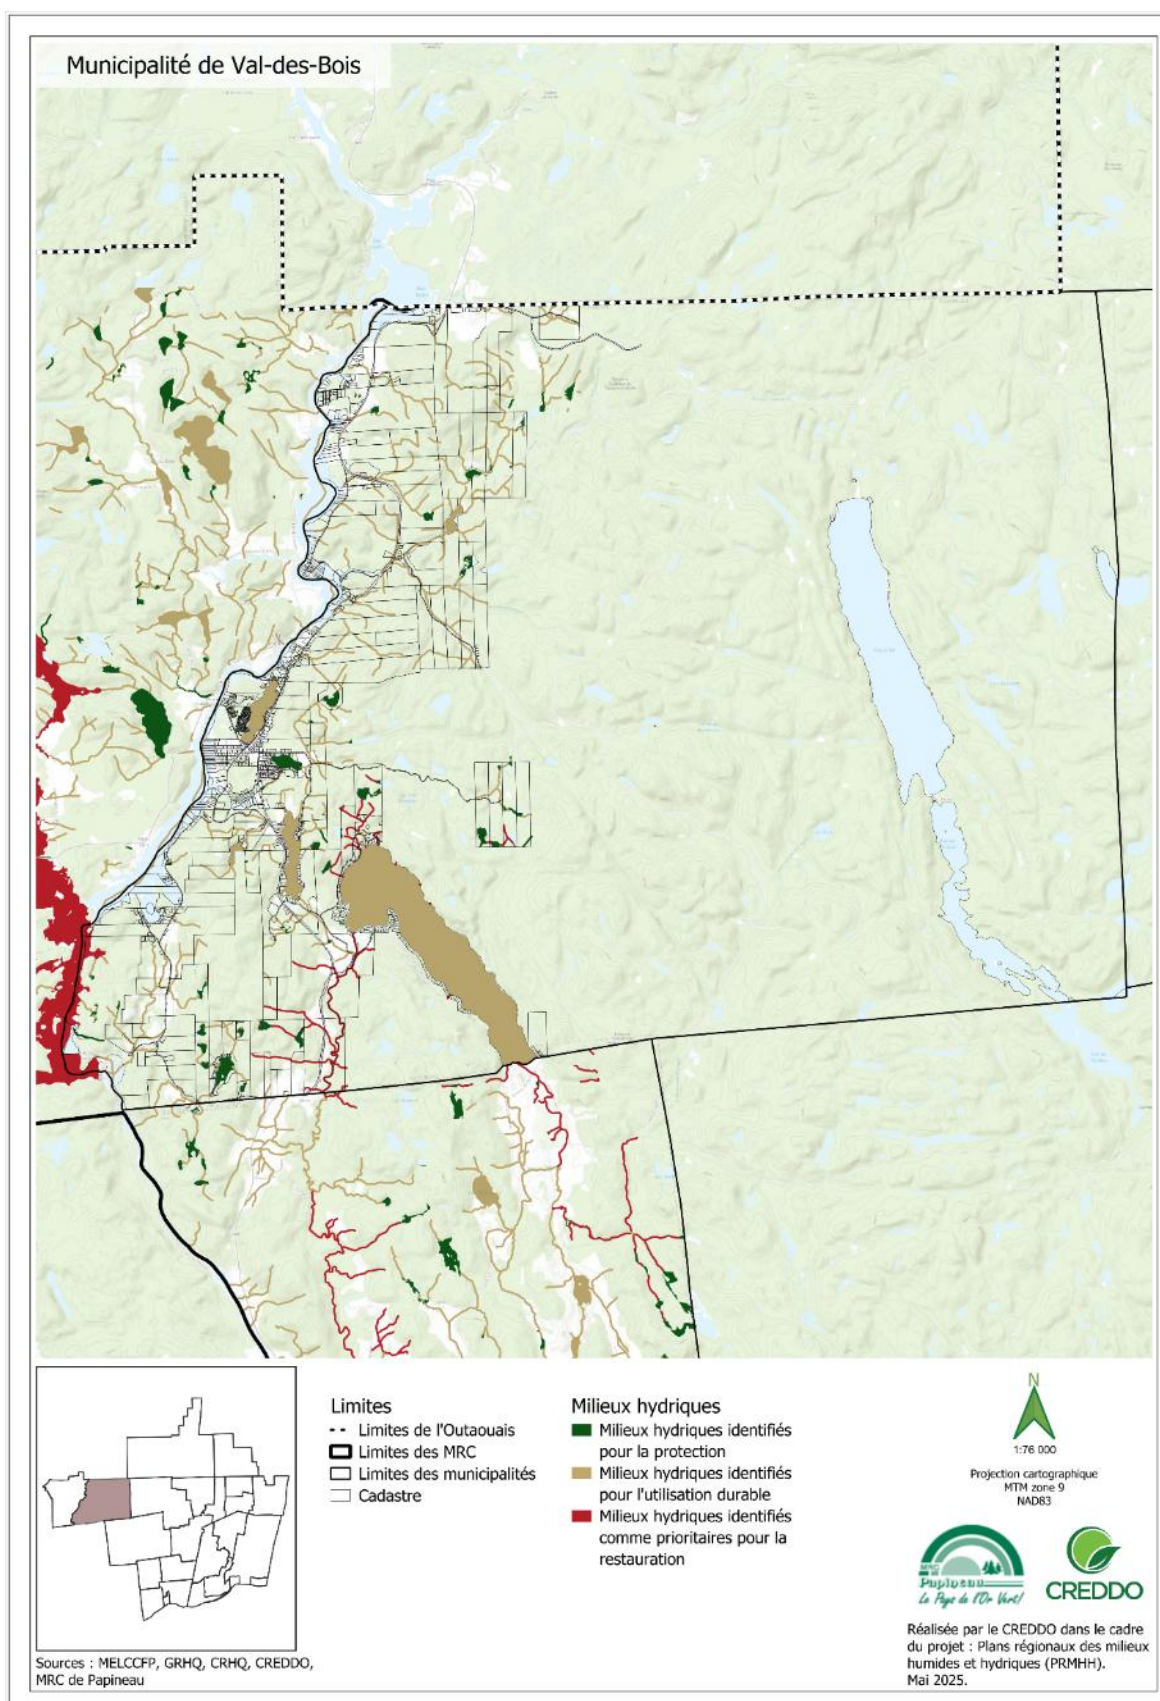 Municipalité de Val-des-Bois
Limites
Limites de l'Outaouais
Limites des MRC
Limites des municipalités
Cadastre
Milieux hydriques
Milieux hydriques identifiés
pour la protection
Milieux hydriques identifiés
pour l'utilisation durable
Milieux hydriques identifiés
comme prioritaires pour la
restauration
N
1:76 000
Projection cartographique
MTM zone 9
NAD83
Papineau
Le Pays de l'Or Vert!
CREDDO
Réalisée par le CREDDO dans le cadre
du projet : Plans régionaux des milieux
humides et hydriques (PRMHH).
Mai 2025.
Sources : MELCCFP, GRHQ, CRHQ, CREDDO,
MRC de Papineau